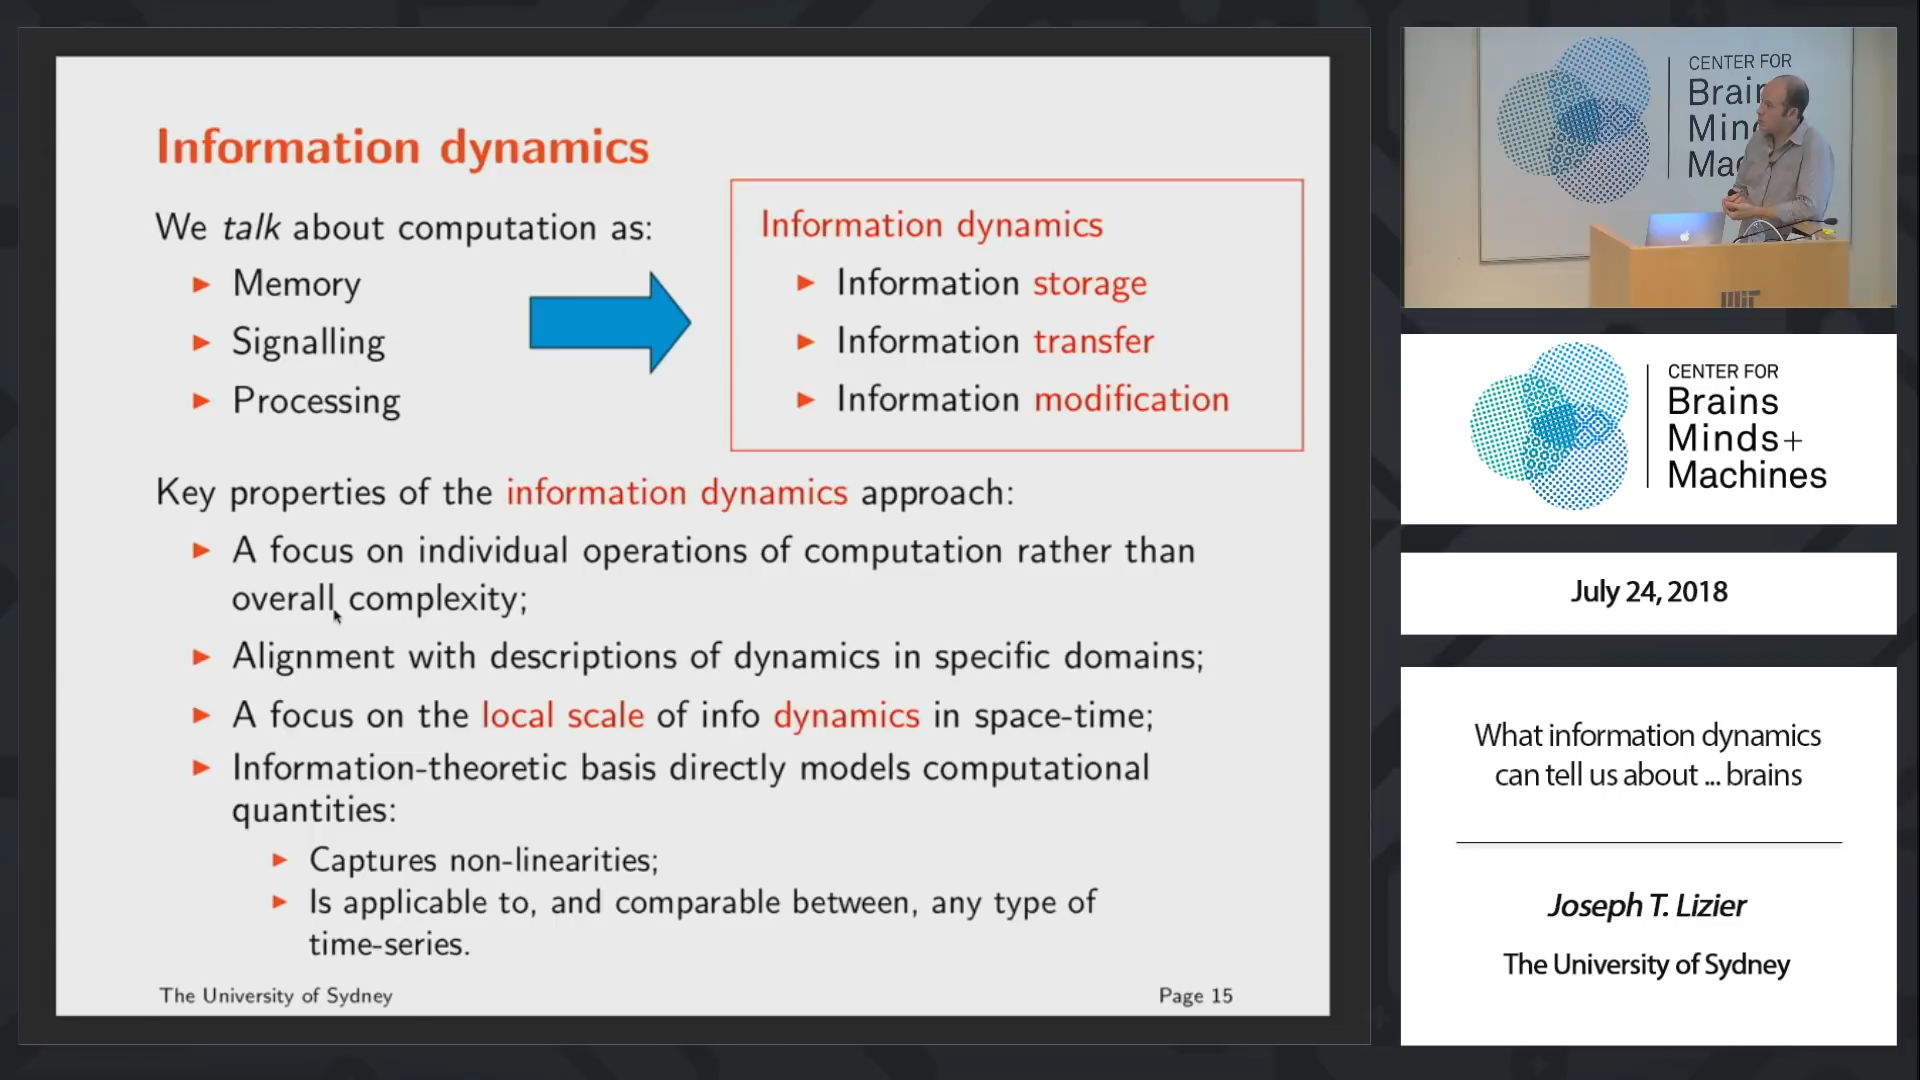 Information dynamics
We talk about computation as:
Memory
Signalling
Processing
Information dynamics
Information storage
Information transfer
Information modification
Key properties of the information dynamics approach:
A focus on individual operations of computation rather than
overall complexity;
Alignment with descriptions of dynamics in specific domains;
A focus on the local scale of info dynamics in space-time;
Information-theoretic basis directly models computational
quantities:
Captures non-linearities;
Is applicable to, and comparable between, any type of
time-series.
The University of Sydney
Page 15
CENTER FOR
CENTER FOR
Brains
Minds+
Machines
July 24, 2018
What information dynamics
can tell us about ... brains
Joseph T. Lizier
The University of Sydney